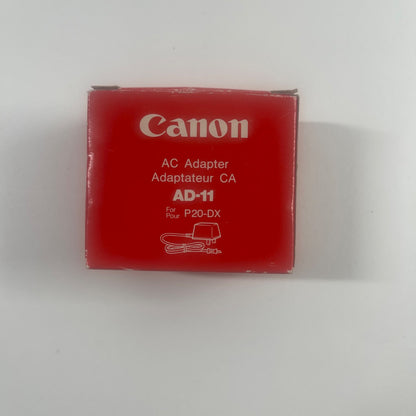 Canon
AC Adapter
Adaptateur CA
AD-11
For
Pour P20-DX